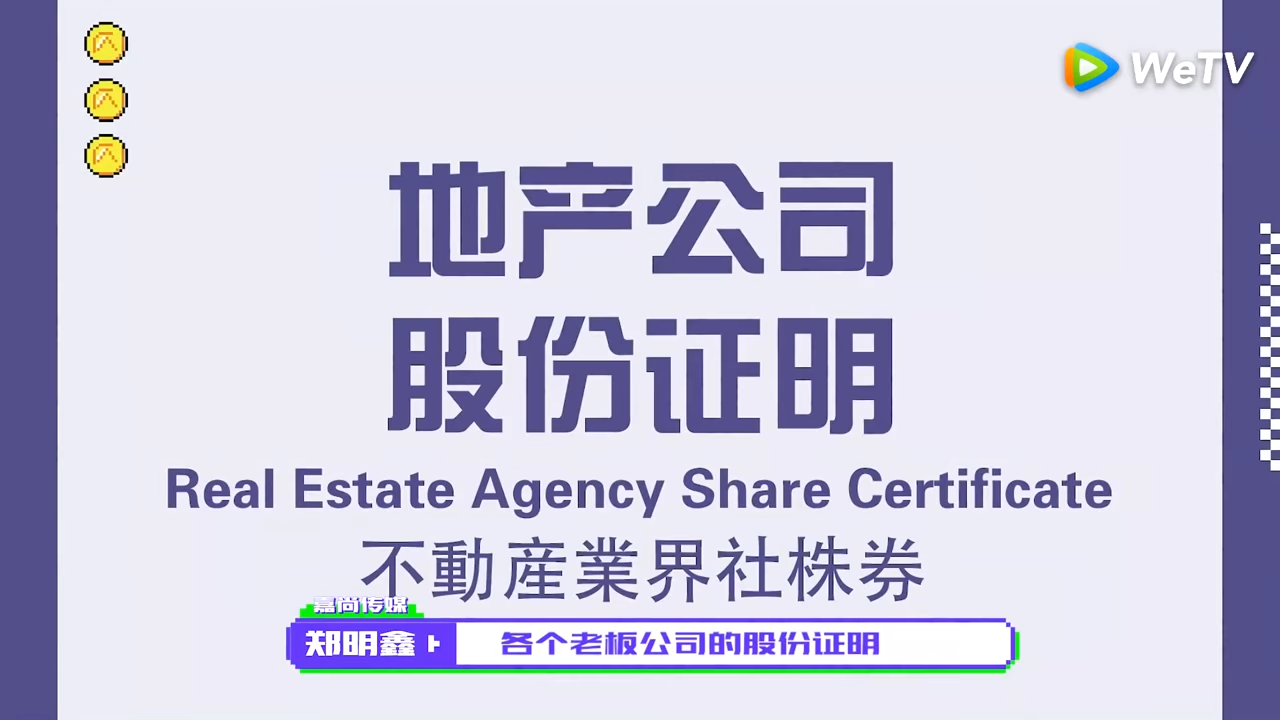 WeTV
地产公司
股份证明
Real Estate Agency Share Certificate
不動産業界社株券
嘉尚传媒
郑明鑫
各个老板公司的股份证明